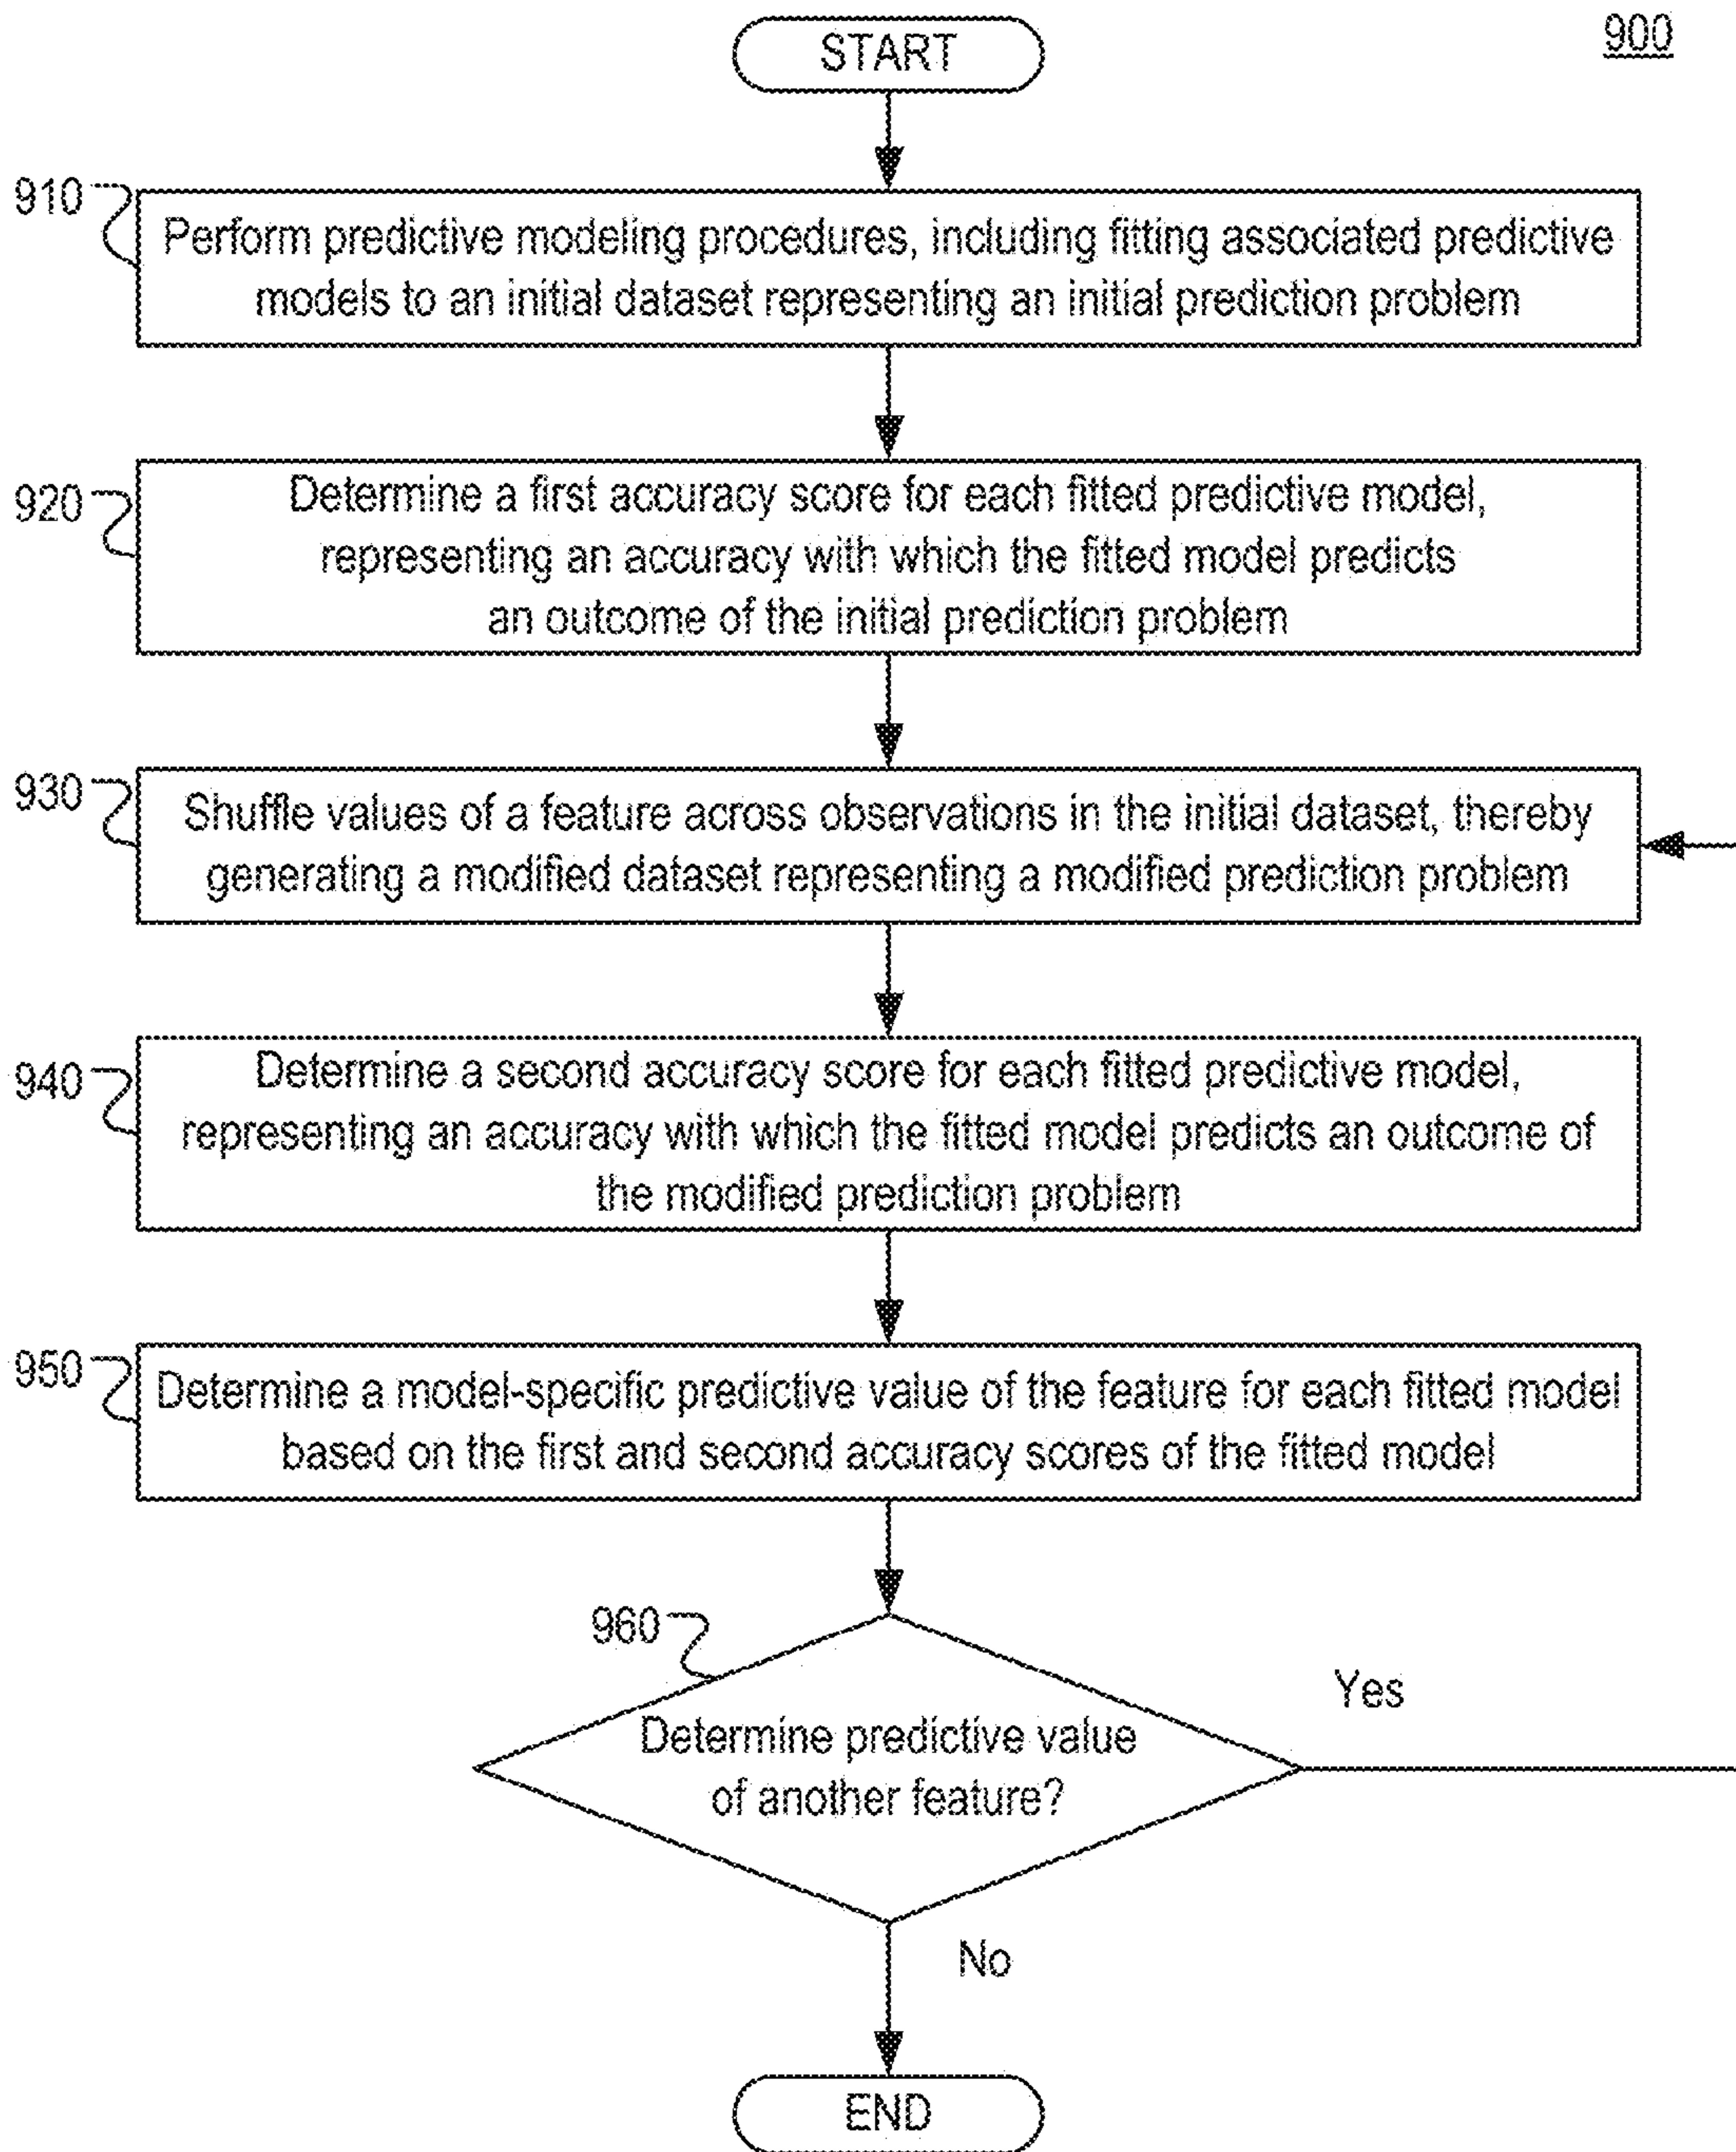 900
START
910
Perform predictive modeling procedures, including fitting associated predictive
models to an initial dataset representing an initial prediction problem
920
Determine a first accuracy score for each fitted predictive model,
representing an accuracy with which the fitted model predicts
an outcome of the initial prediction problem
930
Shuffle values of a feature across observations in the initial dataset, thereby
generating a modified dataset representing a modified prediction problem
940
Determine a second accuracy score for each fitted predictive model,
representing an accuracy with which the fitted model predicts an outcome of
the modified prediction problem
950
Determine a model-specific predictive value of the feature for each fitted model
based on the first and second accuracy scores of the fitted model
960
Determine predictive value
of another feature?
Yes
No
END